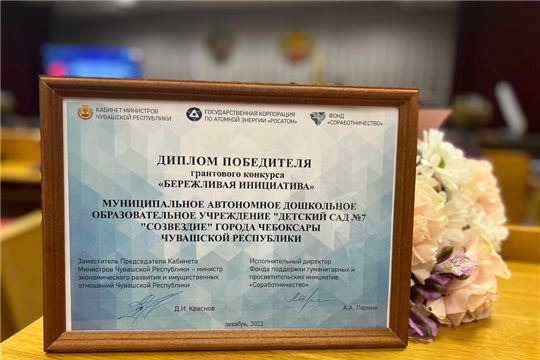 КАБИНЕТ МИНИСТРОВ
ЧУВАШСКОЙ РЕСПУБЛИКИ
ГОСУДАРСТВЕННАЯ КОРПОРАЦИЯ
ПО АТОМНОЙ ЭНЕРГИИ «РОСАТОМ»
ФОНД
«СОРАБОТНИЧЕСТВО»
ДИПЛОМ ПОБЕДИТЕЛЯ
грантового конкурса
«БЕРЕЖЛИВАЯ ИНИЦИАТИВА»
МУНИЦИПАЛЬНОЕ АВТОНОМНОЕ ДОШКОЛЬНОЕ
ОБРАЗОВАТЕЛЬНОЕ УЧРЕЖДЕНИЕ "ДЕТСКИЙ САД №7
"СОЗВЕЗДИЕ" ГОРОДА ЧЕБОКСАРЫ
ЧУВАШСКОЙ РЕСПУБЛИКИ
Заместитель Председателя Кабинета
Министров Чувашской Республики – министр
экономического развития и имущественных
отношений Чувашской Республики
Д.И. Краснов
Исполнительный директор
Фонда поддержки гуманитарных и
просветительских инициатив
«Соработничество»
А.А. Ларина
декабрь, 2022